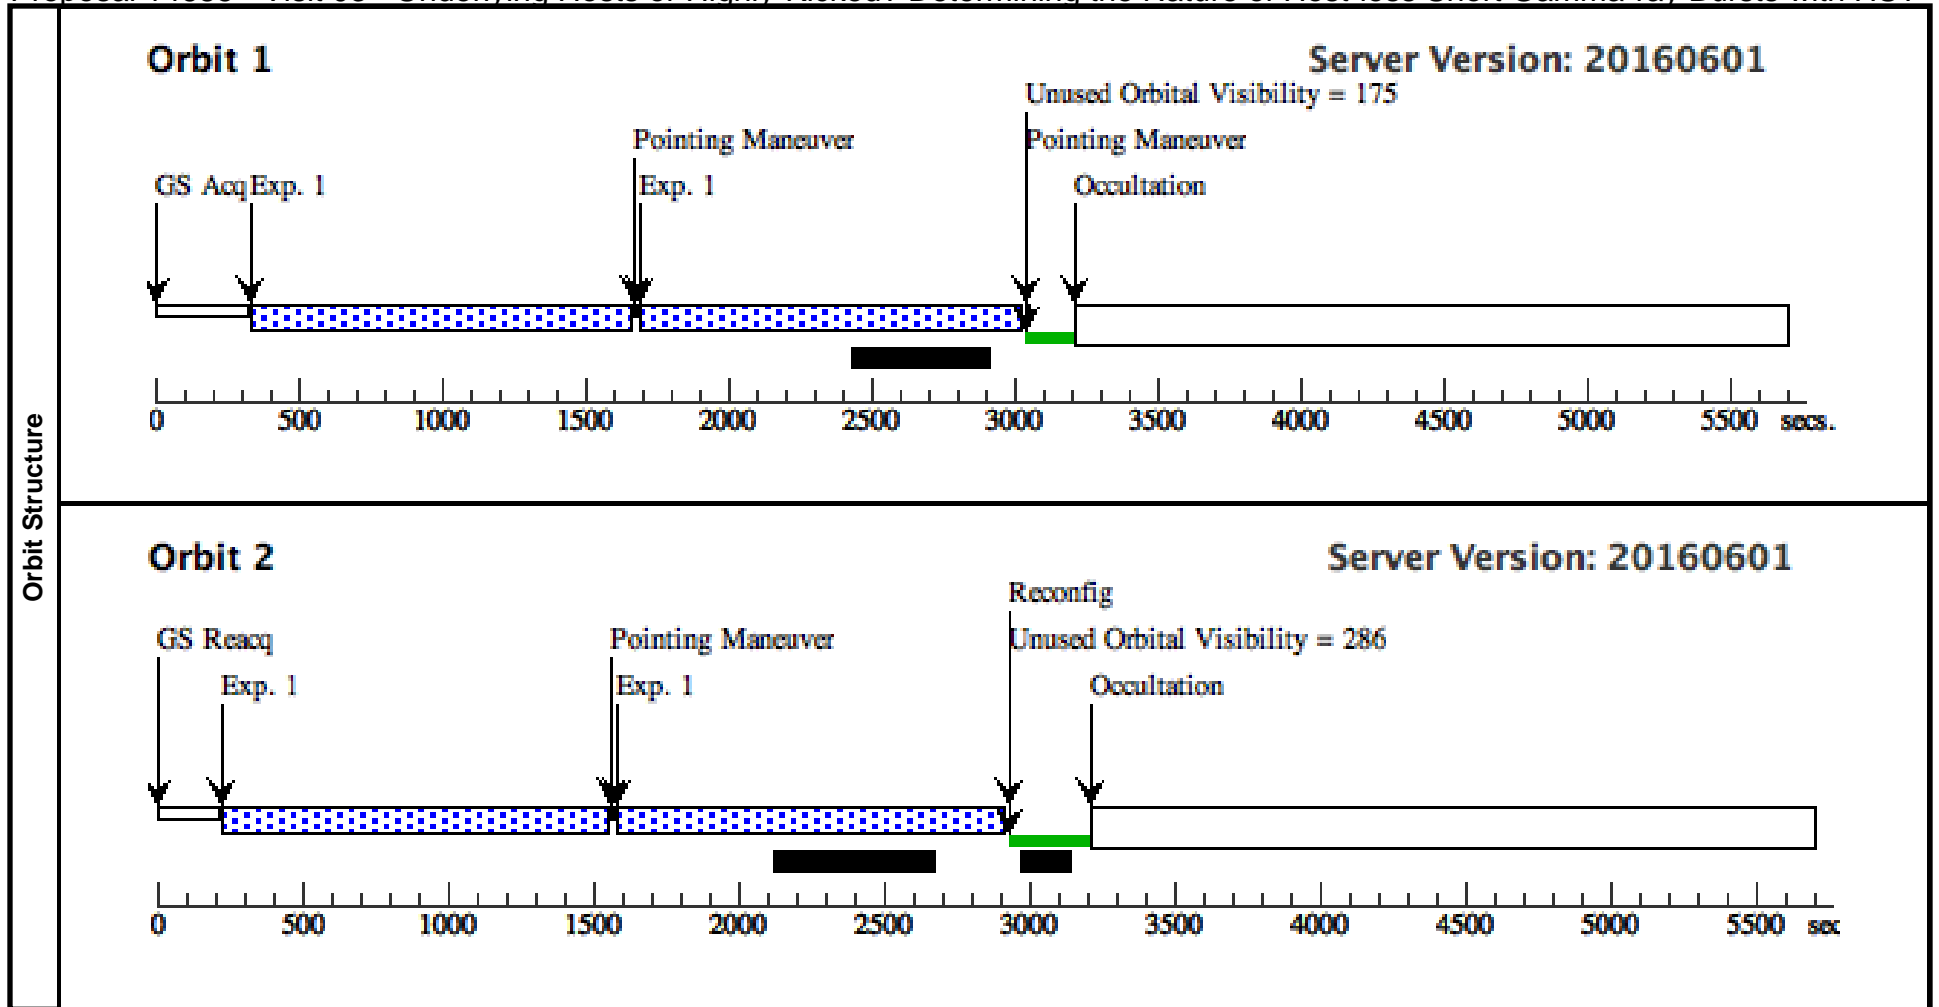 Orbit Structure
Orbit 1
Server Version: 20160601
Unused Orbital Visibility = 175
Pointing Maneuver
Pointing Maneuver
GS Acq
Exp. 1
Exp. 1
Occultation
0 500 1000 1500 2000 2500 3000 3500 4000 4500 5000 5500 secs.
Orbit 2
Server Version: 20160601
Reconfig
GS Reacq
Pointing Maneuver
Unused Orbital Visibility = 286
Exp. 1
Exp. 1
Occultation
0 500 1000 1500 2000 2500 3000 3500 4000 4500 5000 5500 sec